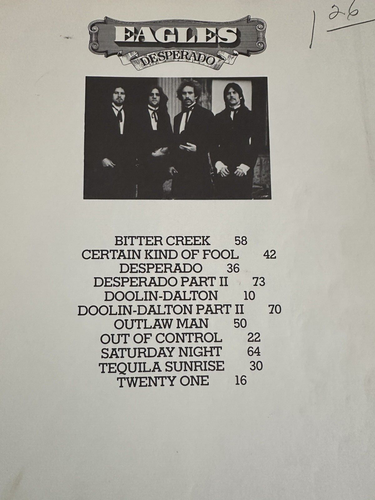 1 26
EAGLES
DESPERADO
BITTER CREEK 58
CERTAIN KIND OF FOOL 42
DESPERADO 36
DESPERADO PART II 73
DOOLIN-DALTON 10
DOOLIN-DALTON PART II 70
OUTLAW MAN 50
OUT OF CONTROL 22
SATURDAY NIGHT 64
TEQUILA SUNRISE 30
TWENTY ONE 16